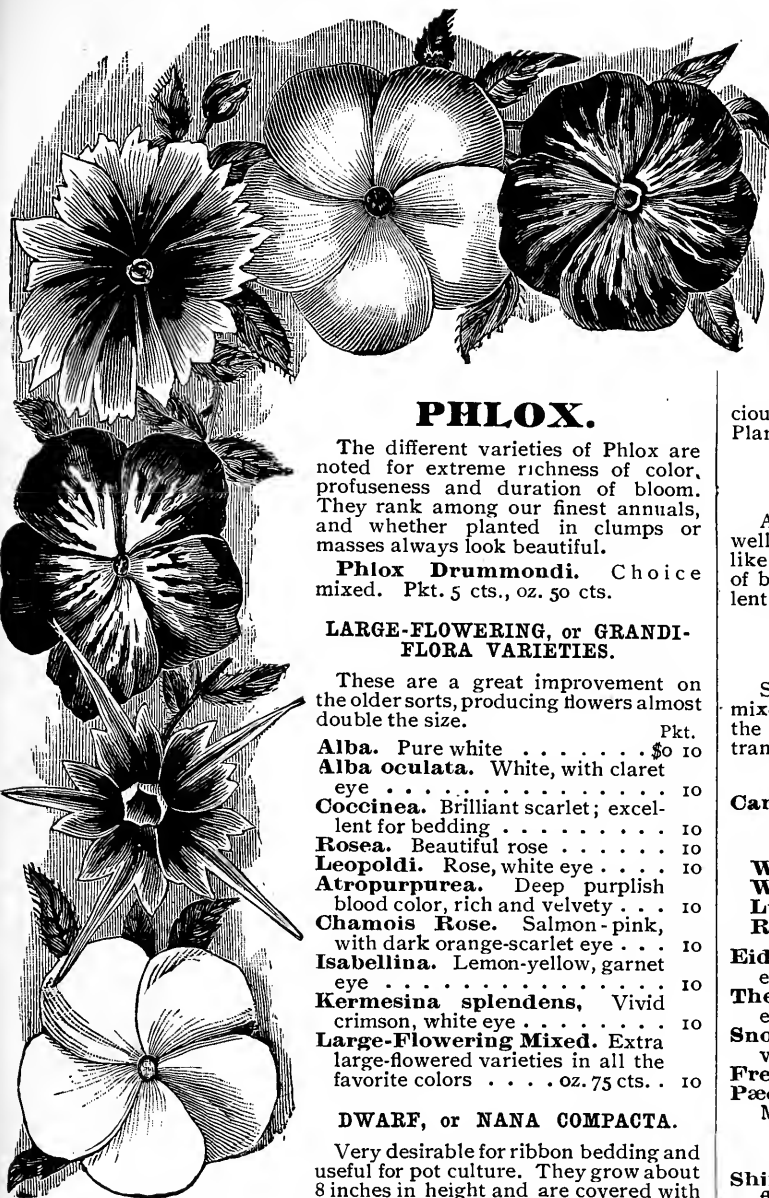 PHLOX.
The different varieties of Phlox are
noted for extreme richness of color,
profuseness and duration of bloom.
They rank among our finest annuals,
and whether planted in clumps or
masses always look beautiful.
Phlox Drummondi. Choice
mixed. Pkt. 5 cts., oz. 50 cts.
LARGE-FLOWERING, or GRANDI-
FLORA VARIETIES.
These are a great improvement on
the older sorts, producing flowers almost
double the size.
Pkt.
Alba. Pure white . . . . . . . $0 10
Alba oculata. White, with claret
eye . . . . . . . . . . . . . . . . 10
Coccinea. Brilliant scarlet; excel-
lent for bedding . . . . . . . . . 10
Rosea. Beautiful rose . . . . . . 10
Leopoldi. Rose, white eye . . . . 10
Atropurpurea. Deep purplish
blood color, rich and velvety . . . 10
Chamois Rose. Salmon-pink,
with dark orange-scarlet eye . . . 10
Isabellina. Lemon-yellow, garnet
eye . . . . . . . . . . . . . . . . 10
Kermesina splendens, Vivid
crimson, white eye . . . . . . . . 10
Large-Flowering Mixed. Extra
large-flowered varieties in all the
favorite colors . . . . oz. 75 cts. . 10
DWARF, or NANA COMPACTA.
Very desirable for ribbon bedding and
useful for pot culture. They grow about
8 inches in height and are covered with
ciou
Plan
A
well
like
of b
lent
S
mixe
the
tran
Car
W
W
L
R
Eid
e
The
e
Sno
v
Fre
Pæo
M
Shi